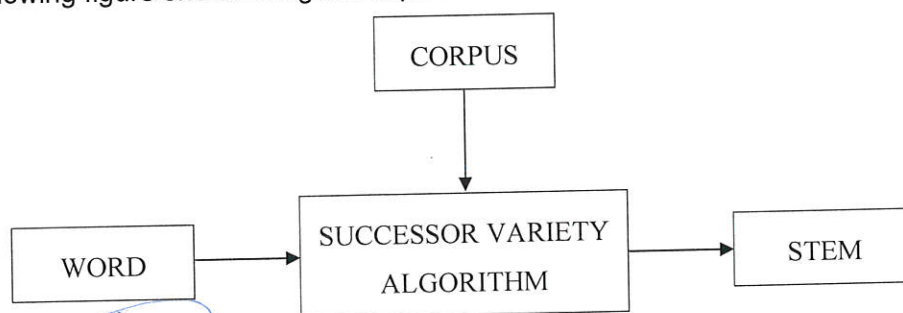 CORPUS
SUCCESSOR VARIETY
WORD
ALGORITHM
STEM